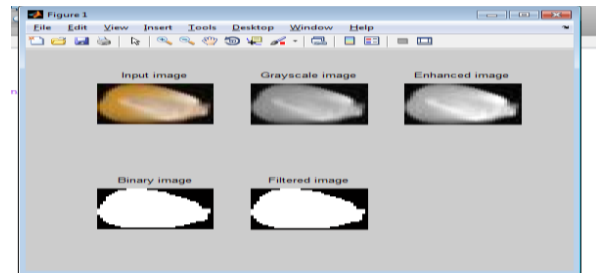 Figure 1
File Edit View Insert Tools Desktop Window Help
Input image Grayscale image Enhanced image
Binary image Filtered image